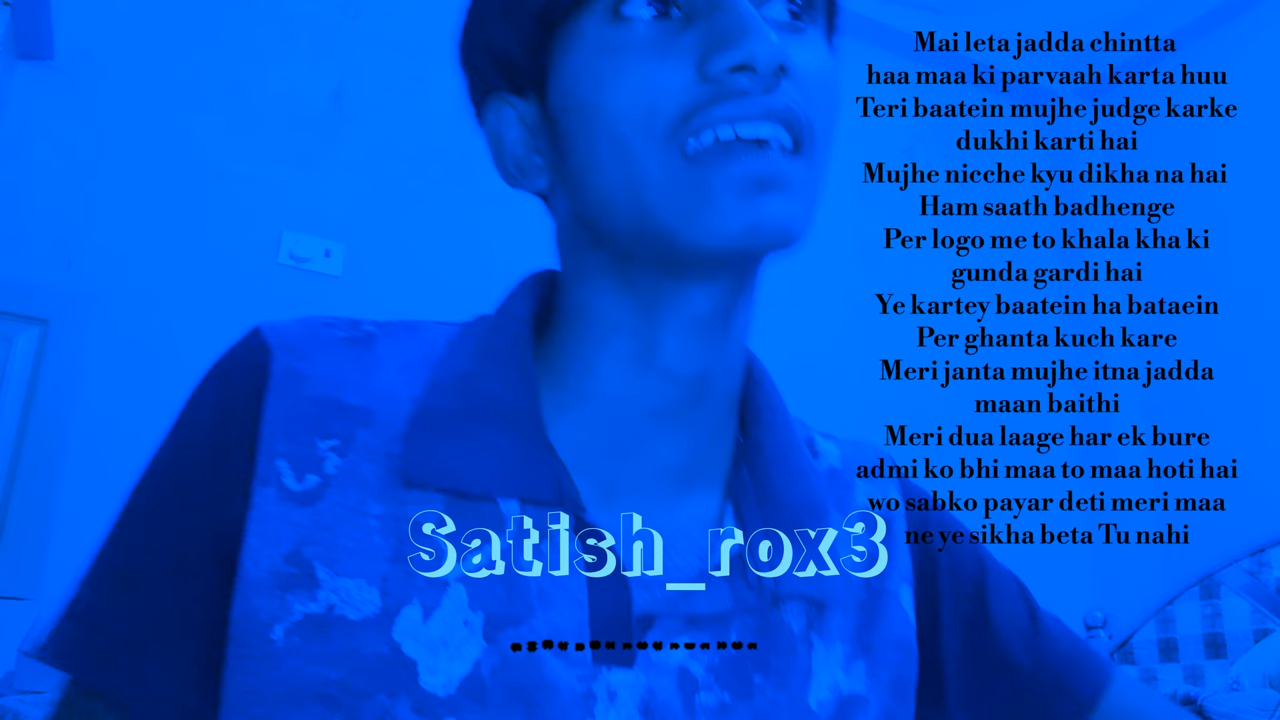 Mai leta jadda chintta
haa maa ki parvaah karta huu
Teri baatein mujhe judge karke
dukhi karti hai
Mujhe nicche kyu dikha na hai
Ham saath badhenge
Per logo me to khala kha ki
gunda gardi hai
Ye kartey baatein ha bataein
Per ghanta kuch kare
Meri janta mujhe itna jadda
maan baithi
Meri dua laage har ek bure
admi ko bhi maa to maa hoti hai
wo sabko payar deti meri maa
ne ye sikha beta Tu nahi
Satish_rox3